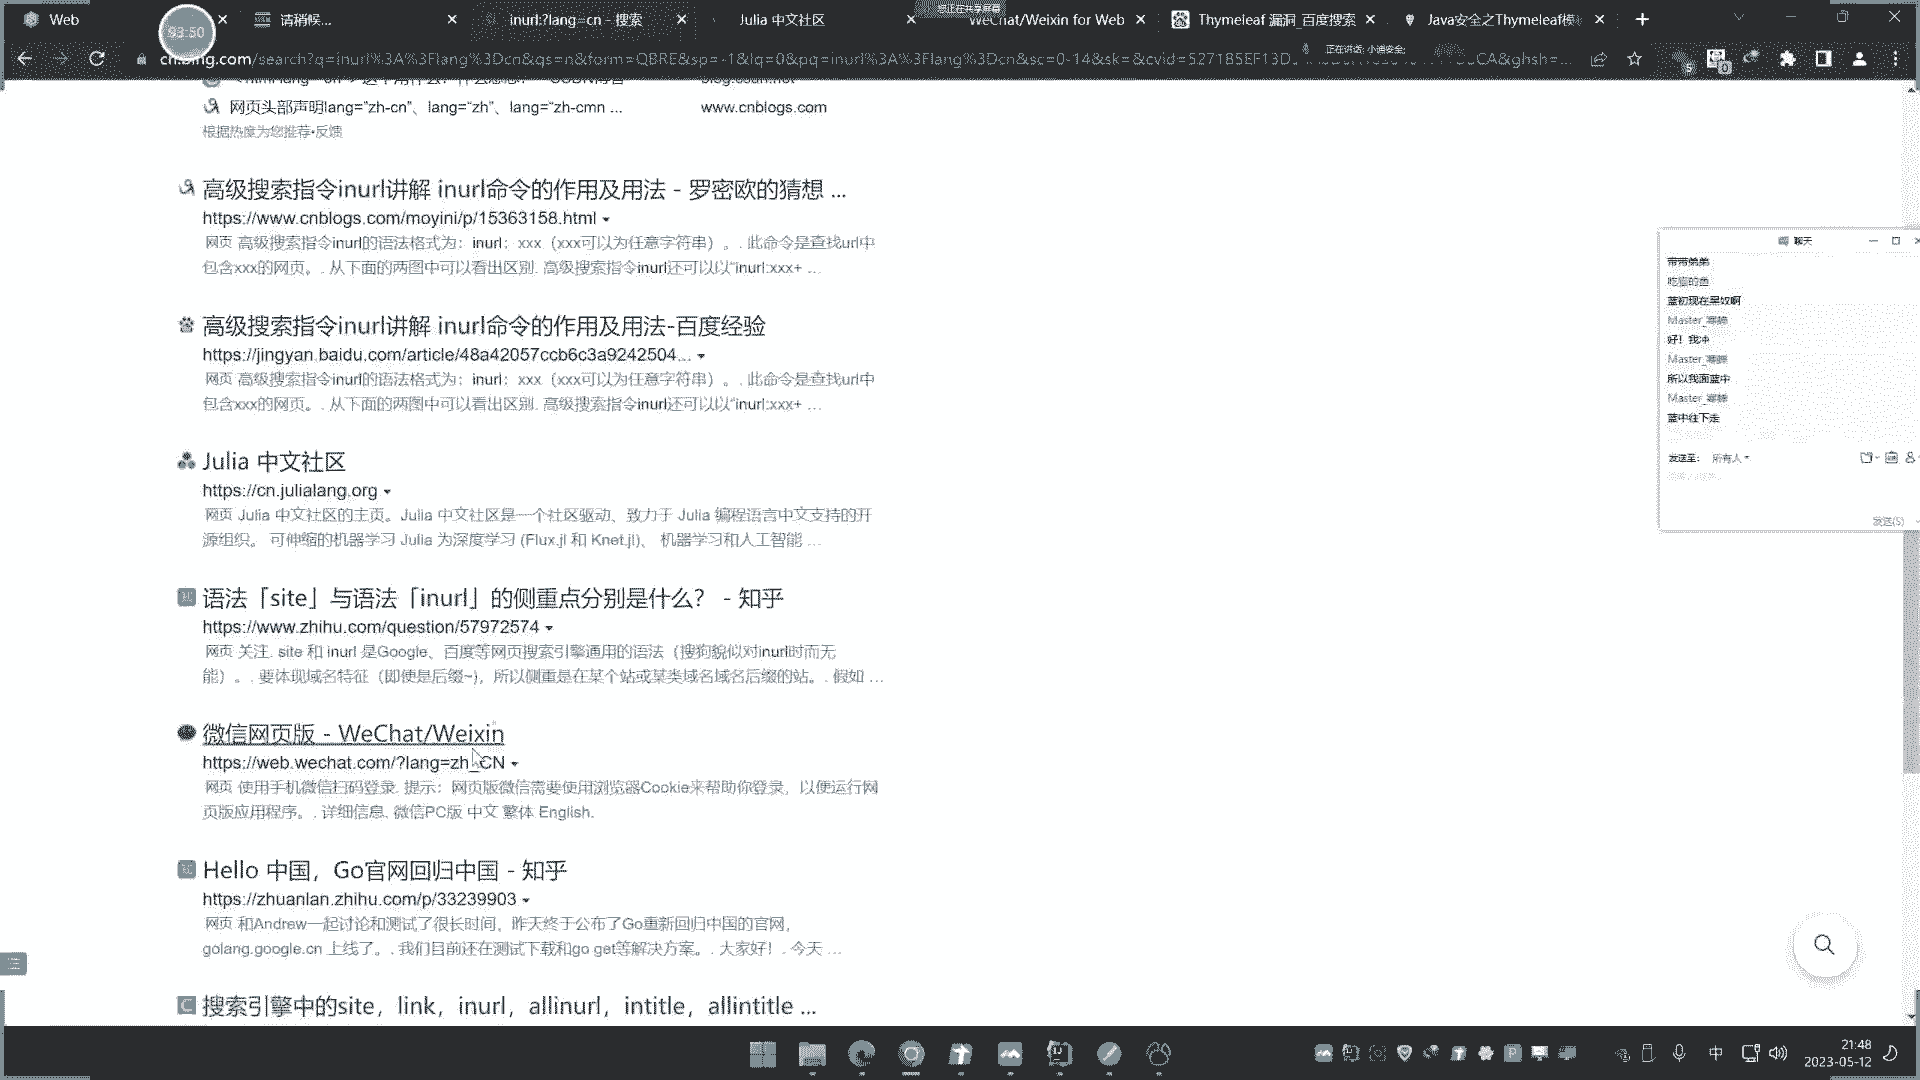 Web
请稍候...
inurl:?lang=cn - 搜索
Julia 中文社区
WeChat/Weixin for Web
Thymeleaf 漏洞_百度搜索
Java安全之Thymeleaf模
93:50
cn.bing.com/search?q=inurl%3A%3Flang%3Dcn&qs=n&form=QBRE&sp=-1&lq=0&pq=inurl%3A%3Flang%3Dcn&sc=0-14&sk=&cvid=527185EF13D
CA&ghsh=...
正在讲话: 小迪安全;
网页头部声明lang="zh-cn"、lang="zh"、lang="zh-cmn ...
www.cnblogs.com
根据热度为您推荐•反馈
高级搜索指令inurl讲解 inurl命令的作用及用法 - 罗密欧的猜想 ...
https://www.cnblogs.com/moyini/p/15363158.html
网页 高级搜索指令inurl的语法格式为：inurl：xxx（xxx可以为任意字符串）。. 此命令是查找url中
包含xxx的网页。. 从下面的两图中可以看出区别. 高级搜索指令inurl还可以以“inurl:xxx+ ...
高级搜索指令inurl讲解 inurl命令的作用及用法-百度经验
https://jingyan.baidu.com/article/48a42057ccb6c3a9242504...
网页 高级搜索指令inurl的语法格式为：inurl：xxx（xxx可以为任意字符串）。. 此命令是查找url中
包含xxx的网页。. 从下面的两图中可以看出区别. 高级搜索指令inurl还可以以“inurl:xxx+ ...
Julia 中文社区
https://cn.julialang.org
网页 Julia 中文社区的主页。Julia 中文社区是一个社区驱动、致力于 Julia 编程语言中文支持的开
源组织。 可伸缩的机器学习 Julia 为深度学习 (Flux.jl 和 Knet.jl)、 机器学习和人工智能 ...
语法「site」与语法「inurl」的侧重点分别是什么？ - 知乎
https://www.zhihu.com/question/57972574
网页 关注. site 和 inurl 是Google、百度等网页搜索引擎通用的语法（搜狗貌似对inurl时而无
能）。. 要体现域名特征（即使是后缀~)，所以侧重是在某个站或某类域名域名后缀的站。. 假如 ...
微信网页版 - WeChat/Weixin
https://web.wechat.com/?lang=zh_CN
网页 使用手机微信扫码登录. 提示：网页版微信需要使用浏览器Cookie来帮助你登录，以便运行网
页版应用程序。. 详细信息. 微信PC版 中文 繁体 English.
Hello 中国，Go官网回归中国 - 知乎
https://zhuanlan.zhihu.com/p/33239903
网页 和Andrew一起讨论和测试了很长时间，昨天终于公布了Go重新回归中国的官网，
golang.google.cn 上线了。. 我们目前还在测试下载和go get等解决方案。. 大家好！. 今天 ...
搜索引擎中的site，link，inurl，allinurl，intitle，allintitle ...
聊天
带带弟弟
吃猫的鱼
蓝初现在黑奴啊
好！我冲
所以我面蓝中
蓝中往下走
发送至：
所有人
发送(S)
中
21:48
2023-05-12